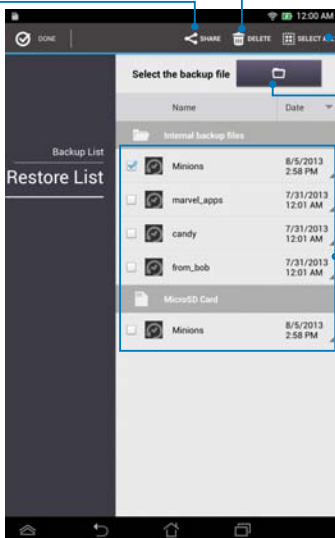 12:00 AM
DONE SHARE DELETE SELECT
Select the backup file
Name Date
Internal backup files
Backup List
Restore List
Minions 8/5/2013 2:58 PM
marvel_apps 7/31/2013 12:01 AM
candy 7/31/2013 12:01 AM
from_bob 7/31/2013 12:01 AM
MicroSD Card
Minions 8/5/2013 2:58 PM